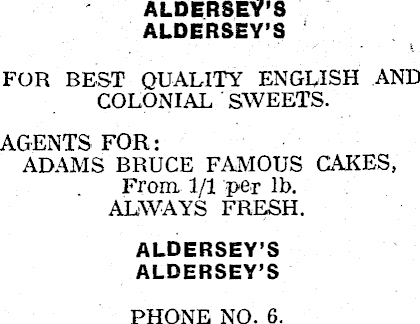 ALDERSEY'S
ALDERSEY'S
FOR BEST QUALITY ENGLISH AND
COLONIAL SWEETS.
AGENTS FOR:
ADAMS BRUCE FAMOUS CAKES,
From 1/1 per lb.
ALWAYS FRESH.
ALDERSEY'S
ALDERSEY'S
PHONE NO. 6.